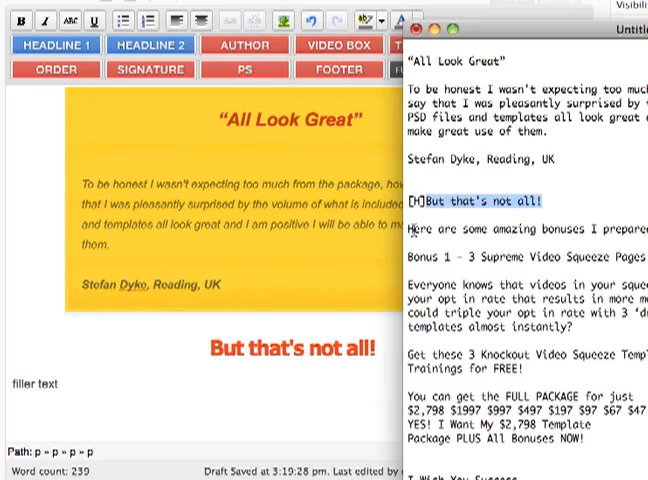 Visibili
B I ABC U
HEADLINE 1 HEADLINE 2 AUTHOR VIDEO BOX T
ORDER SIGNATURE PS FOOTER FU
“All Look Great”
To be honest I wasn't expecting too much from the package, how
that I was pleasantly surprised by the volume of what is included
and templates all look great and I am positive I will be able to ma
them.
Stefan Dyke, Reading, UK
But that's not all!
filler text
Path: p » p » p » p
Word count: 239
Draft Saved at 3:19:28 pm. Last edited by
Untitle
“All Look Great”
To be honest I wasn't expecting too much
say that I was pleasantly surprised by
PSD files and templates all look great
make great use of them.
Stefan Dyke, Reading, UK
[H]But that's not all!
Here are some amazing bonuses I prepare
Bonus 1 - 3 Supreme Video Squeeze Pages
Everyone knows that videos in your sque
your opt in rate that results in more m
could triple your opt in rate with 3 ‘d
templates almost instantly?
Get these 3 Knockout Video Squeeze Temp
Trainings for FREE!
You can get the FULL PACKAGE for just
$2,798 $1997 $997 $497 $197 $97 $67 $47
YES! I Want My $2,798 Template
Package PLUS All Bonuses NOW!
I Wish You Success